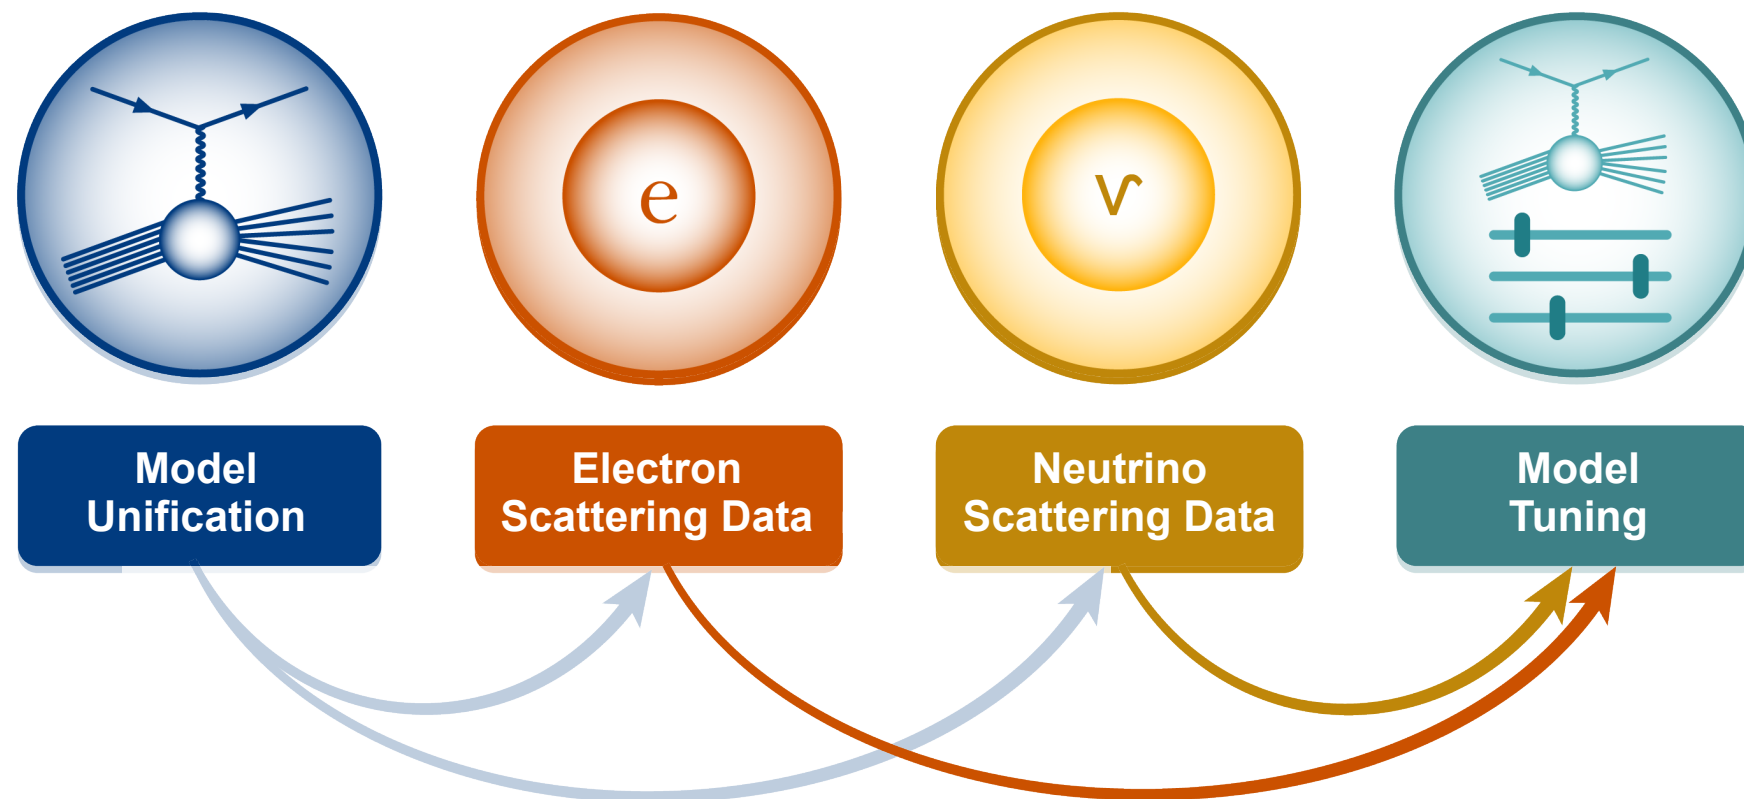 e
ν
Model
Unification
Electron
Scattering Data
Neutrino
Scattering Data
Model
Tuning